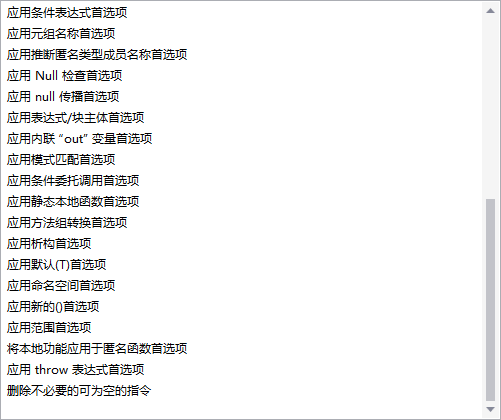 应用条件表达式首选项
应用元组名称首选项
应用推断匿名类型成员名称首选项
应用 Null 检查首选项
应用 null 传播首选项
应用表达式/块主体首选项
应用内联 “out” 变量首选项
应用模式匹配首选项
应用条件委托调用首选项
应用静态本地函数首选项
应用方法组转换首选项
应用析构首选项
应用默认(T)首选项
应用命名空间首选项
应用新的()首选项
应用范围首选项
将本地功能应用于匿名函数首选项
应用 throw 表达式首选项
删除不必要的可为空的指令